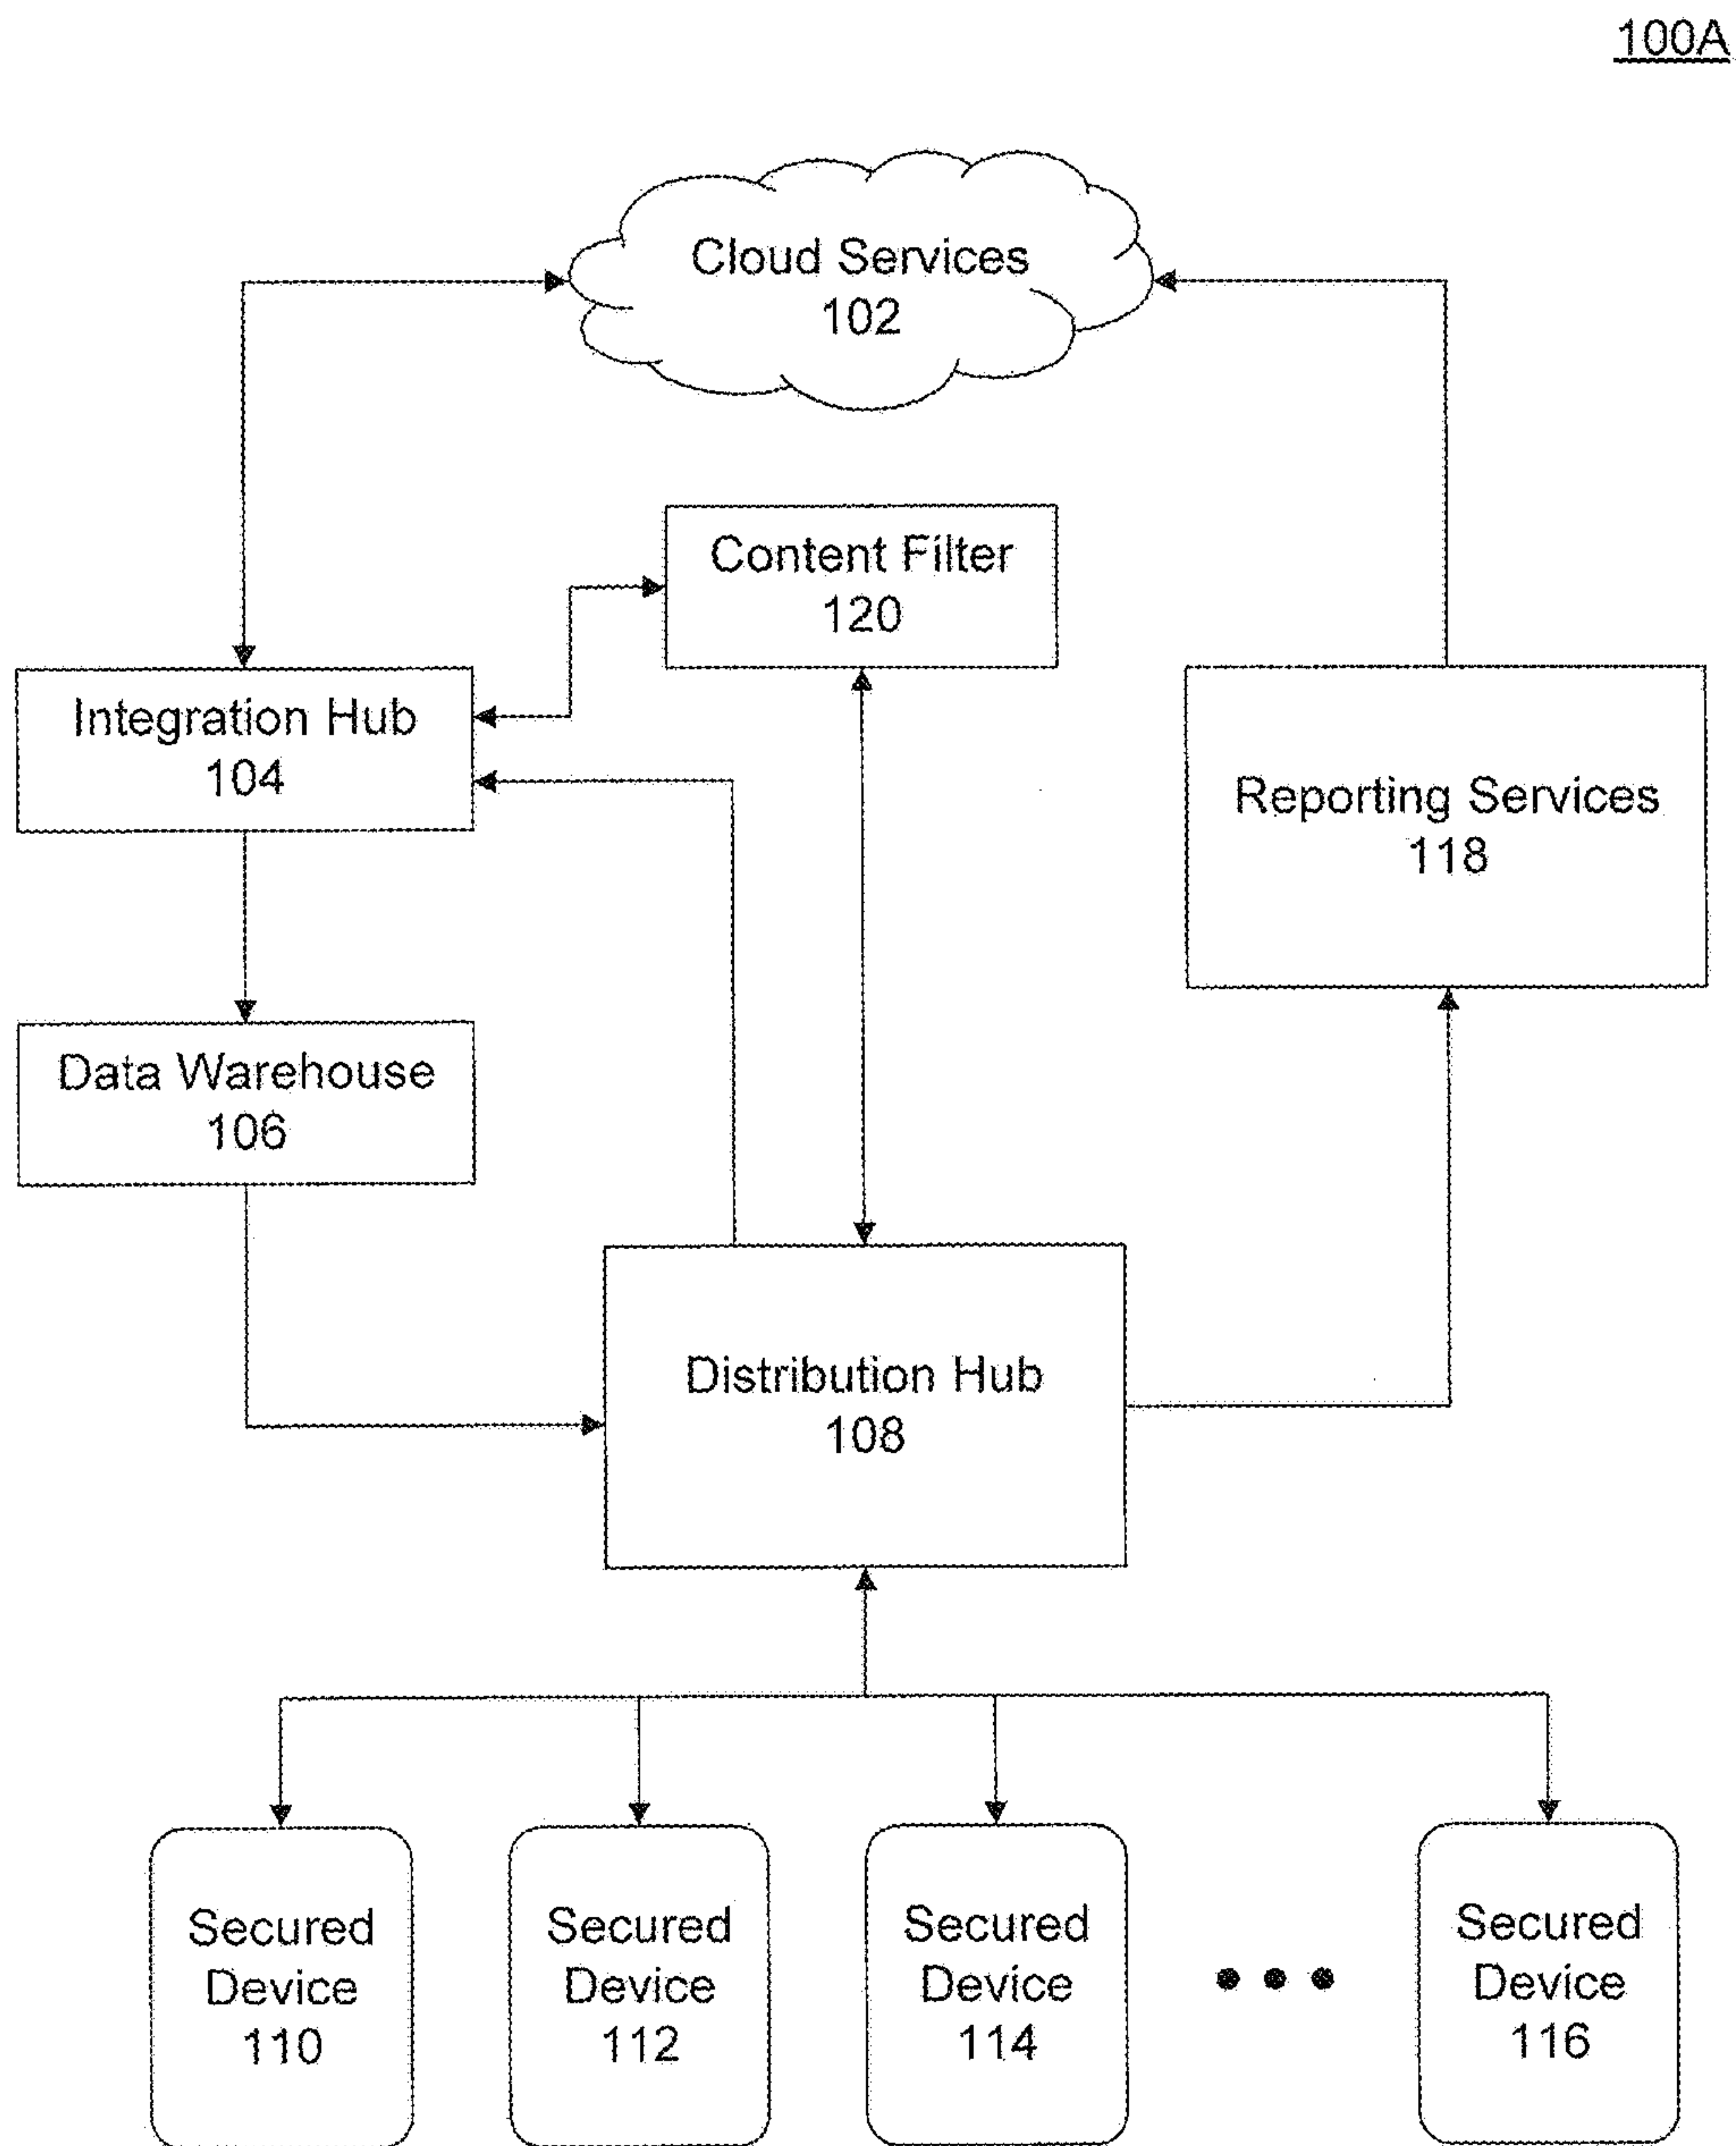 100A
Cloud Services
102
Content Filter
120
Integration Hub
104
Reporting Services
118
Data Warehouse
106
Distribution Hub
108
Secured
Device
110
Secured
Device
112
Secured
Device
114
Secured
Device
116